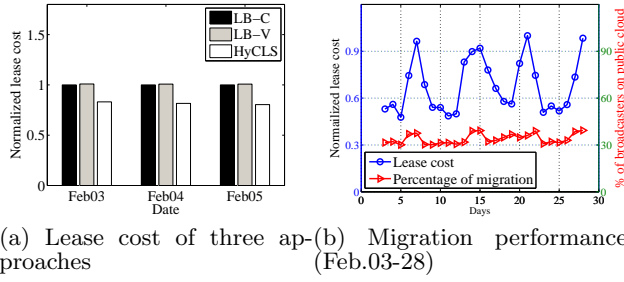 Normalized lease cost
1.5
1
0.5
0
LB-C
LB-V
HyCLS
Feb03
Feb04
Feb05
Date
Normailized lease cost
0.9
0.6
0.3
0
Lease cost
Percentage of migration
0
5
10
15
20
25
30
Days
90
60
30
0
% of broadcasters on public cloud
(a) Lease cost of three ap-
proaches
(b) Migration performance
(Feb.03-28)